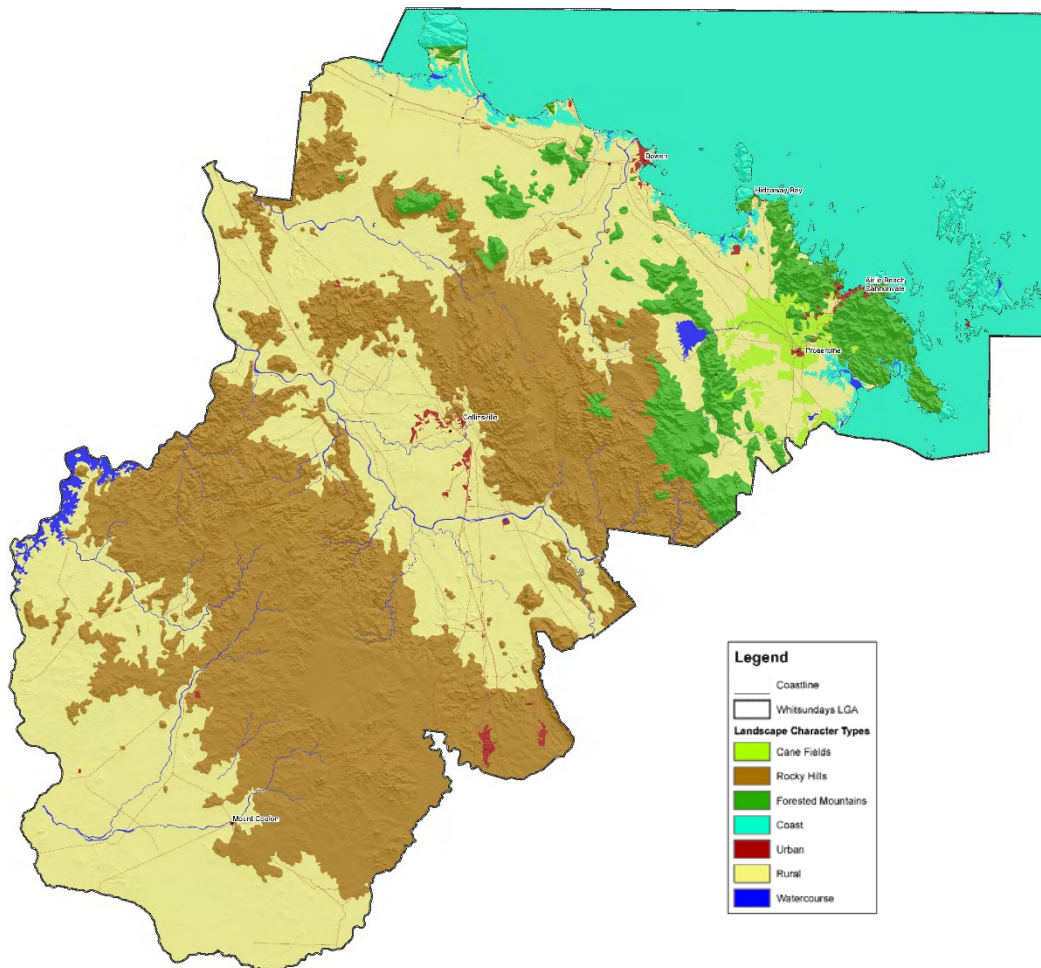 Bowen
Hideaway Bay
Airlie Beach
Cannonvale
Proserpine
Collinsville
Mount Coolon
Legend
Coastline
Whitsundays LGA
Landscape Character Types
Cane Fields
Rocky Hills
Forested Mountains
Coast
Urban
Rural
Watercourse